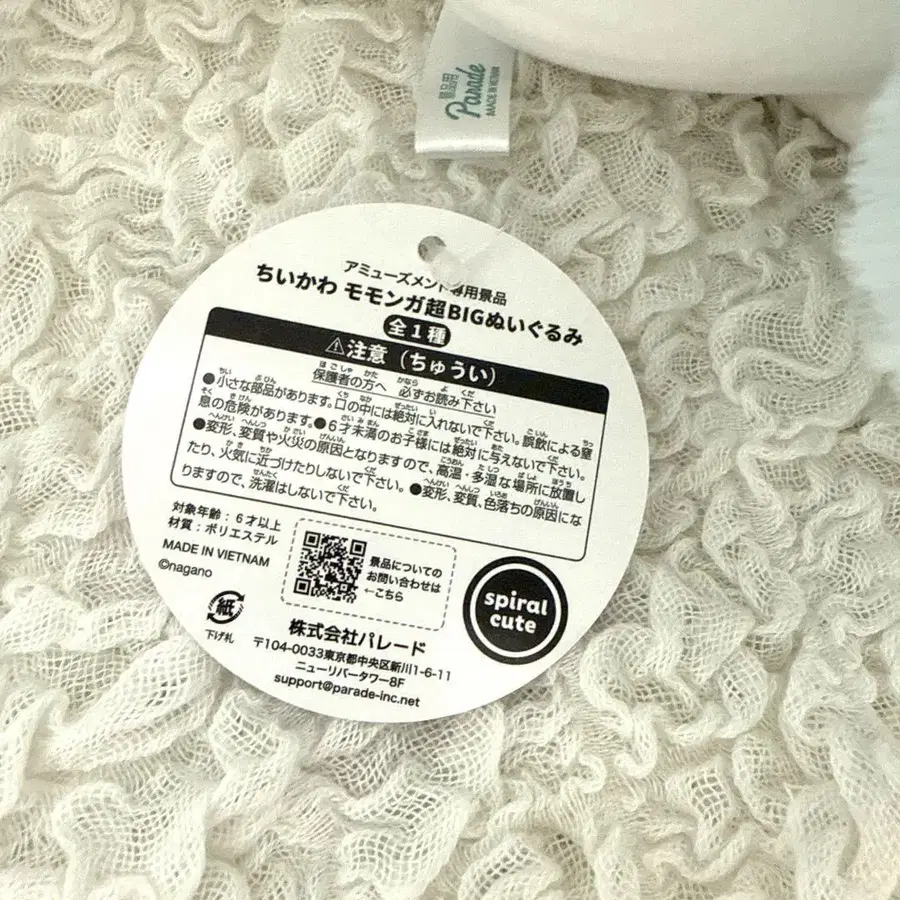 景品用
Parade
MADE IN VIETNAM
アミューズメント専用景品
ちいかわ モモンガ超BIGぬいぐるみ
全1種
⚠注意（ちゅうい）
保護者の方へ 必ずお読み下さい
●小さな部品があります。口の中には絶対に入れないで下さい。誤飲による窒
息の危険があります。●6才未満のお子様には絶対に与えないで下さい。
●変形、変質や火災の原因となりますので、高温・多湿な場所に放置し
たり、火気に近づけたりしないで下さい。●変形、変質、色落ちの原因にな
りますので、洗濯はしないで下さい。
対象年齢：6才以上
材質：ポリエステル
MADE IN VIETNAM
©nagano
景品についての
お問い合わせは
←こちら
紙
下げ札
spiral
cute
株式会社パレード
〒104-0033東京都中央区新川1-6-11
ニューリバータワー8F
support@parade-inc.net